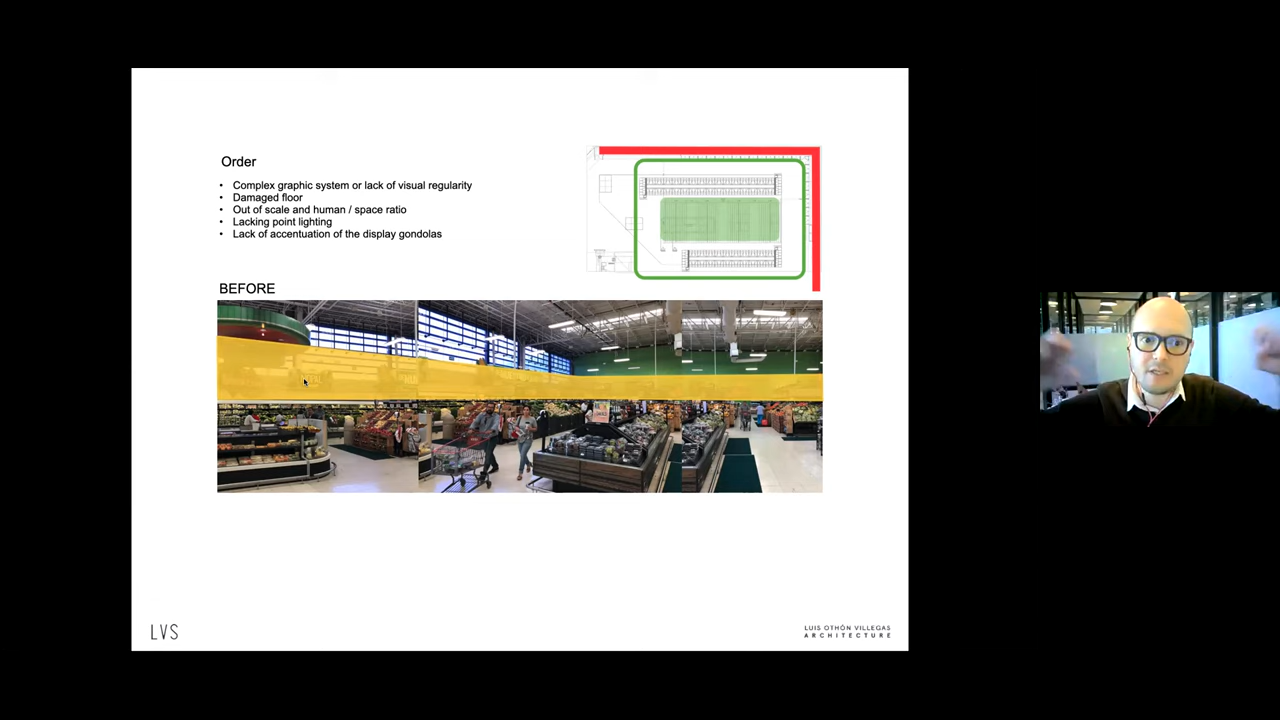 Order
• Complex graphic system or lack of visual regularity
• Damaged floor
• Out of scale and human / space ratio
• Lacking point lighting
• Lack of accentuation of the display gondolas
BEFORE
LVS
LUIS OTHÓN VILLEGAS
ARCHITECTURE